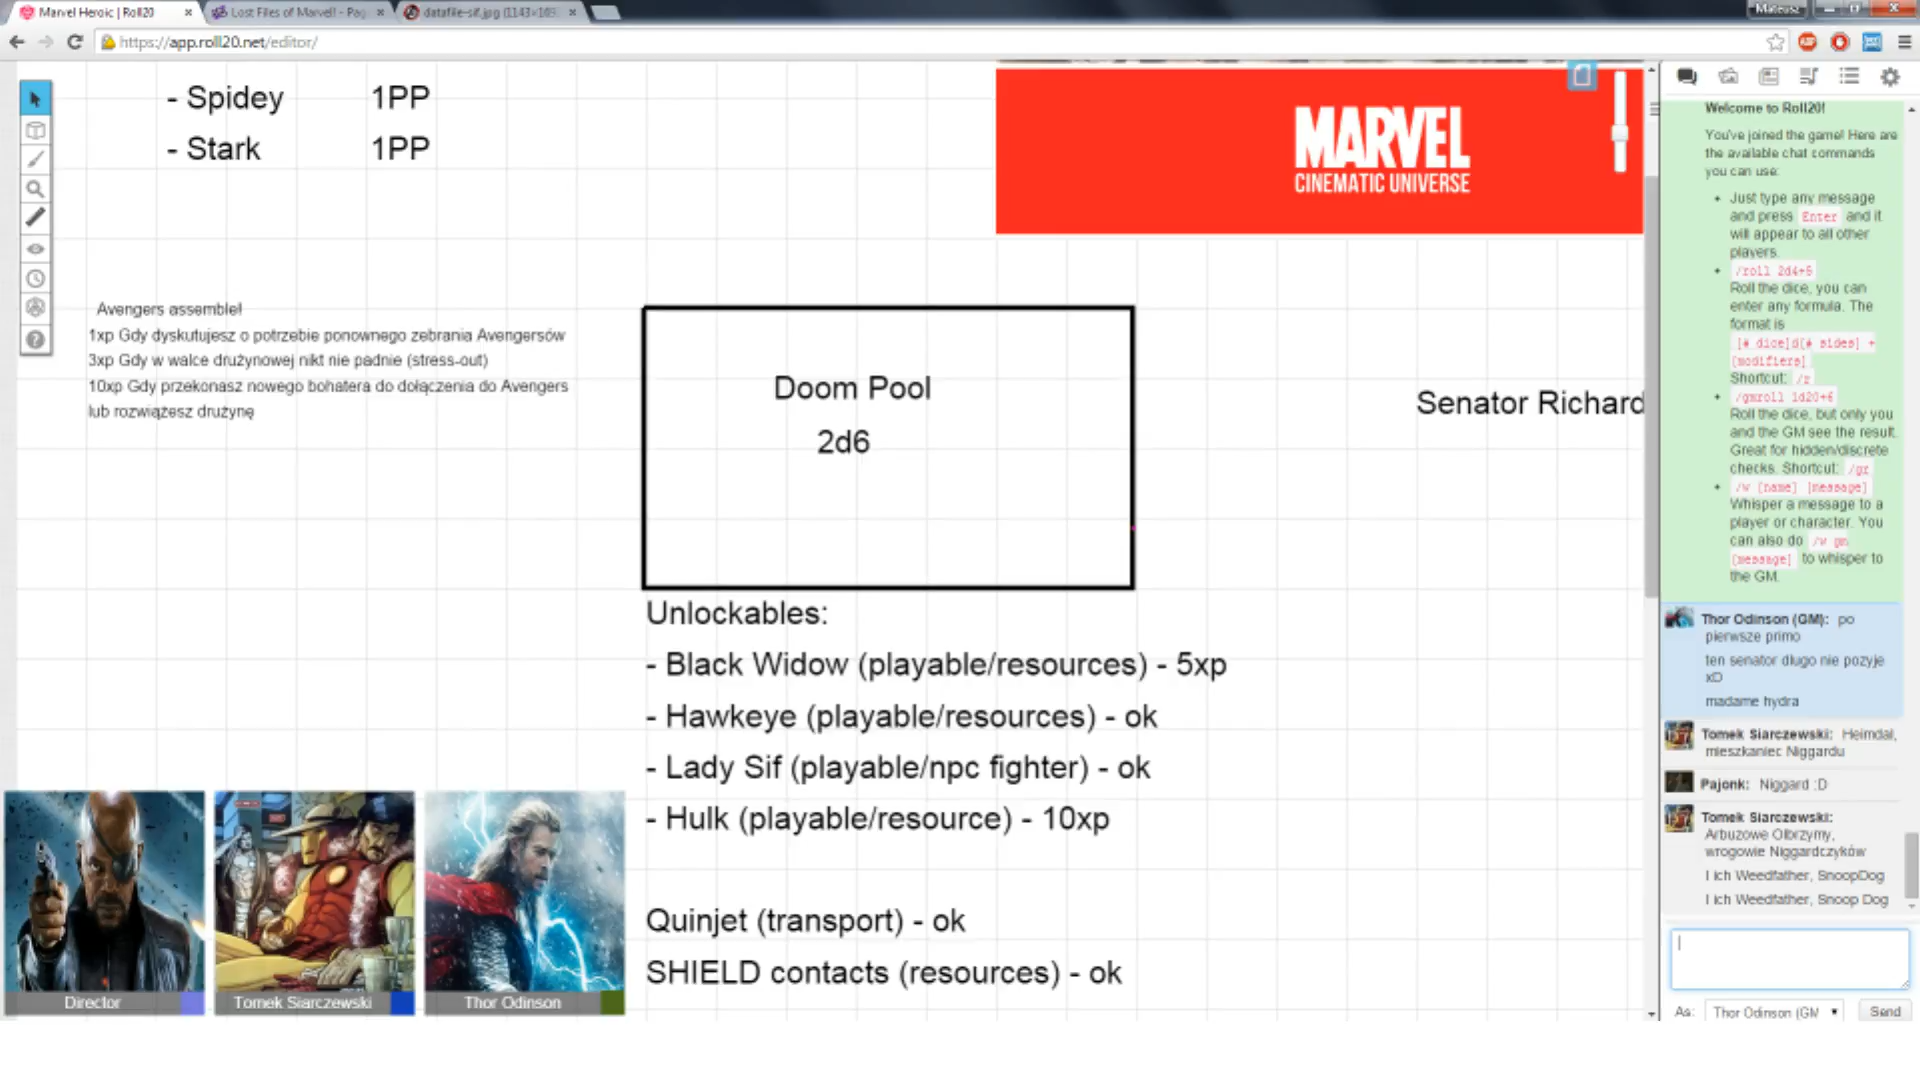 Marvel Heroic | Roll20
Lost Files of Marvel! - Pag
datafile-sif.jpg (1143×163
Mateusz
https://app.roll20.net/editor/
- Spidey 1PP
- Stark 1PP
MARVEL
CINEMATIC UNIVERSE
Avengers assemble!
1xp Gdy dyskutujesz o potrzebie ponownego zebrania Avengersów
3xp Gdy w walce drużynowej nikt nie padnie (stress-out)
10xp Gdy przekonasz nowego bohatera do dołączenia do Avengers
lub rozwiążesz drużynę
Doom Pool
2d6
Senator Richard
Unlockables:
- Black Widow (playable/resources) - 5xp
- Hawkeye (playable/resources) - ok
- Lady Sif (playable/npc fighter) - ok
- Hulk (playable/resource) - 10xp
Quinjet (transport) - ok
SHIELD contacts (resources) - ok
Director
Tomek Siarczewski
Thor Odinson
Welcome to Roll20!
You've joined the game! Here are
the available chat commands
you can use:
• Just type any message
and press Enter and it
will appear to all other
players.
• /roll 2d4+5
Roll the dice, you can
enter any formula. The
format is
[# dice]d[# sides] +
[modifiers]
Shortcut: /r
• /gmroll 1d20+6
Roll the dice, but only you
and the GM see the result.
Great for hidden/discrete
checks. Shortcut: /gr
• /w [name] [message]
Whisper a message to a
player or character. You
can also do /w gm
[message] to whisper to
the GM.
Thor Odinson (GM): po
pierwsze primo
ten senator dlugo nie pozyje
xD
madame hydra
Tomek Siarczewski: Heimdal,
mieszkaniec Niggardu
Pajonk: Niggard :D
Tomek Siarczewski:
Arbuzowe Olbrzymy,
wrogowie Niggardczyków
I ich Weedfather, SnoopDog
I ich Weedfather, Snoop Dog
As: Thor Odinson (GM
Send